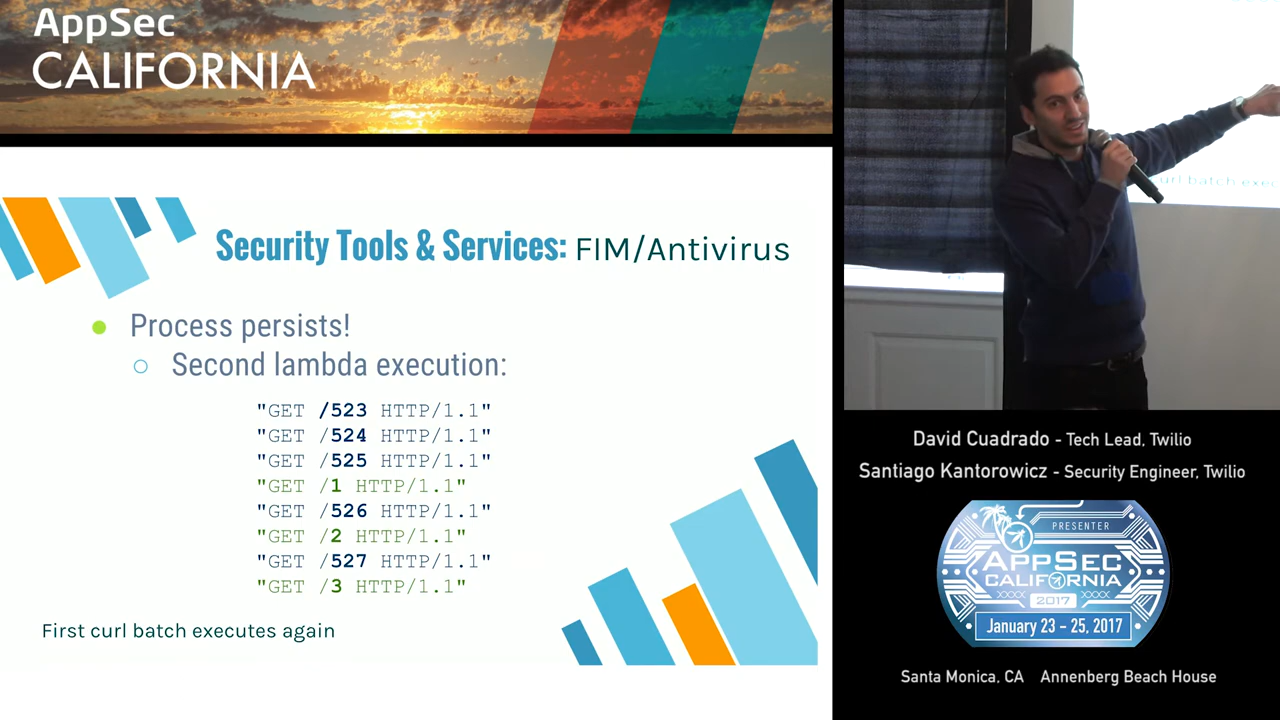 AppSec
CALIFORNIA
Security Tools & Services: FIM/Antivirus
Process persists!
Second lambda execution:
"GET /523 HTTP/1.1"
"GET /524 HTTP/1.1"
"GET /525 HTTP/1.1"
"GET /1 HTTP/1.1"
"GET /526 HTTP/1.1"
"GET /2 HTTP/1.1"
"GET /527 HTTP/1.1"
"GET /3 HTTP/1.1"
First curl batch executes again
url batch exec
David Cuadrado - Tech Lead, Twilio
Santiago Kantorowicz - Security Engineer, Twilio
PRESENTER
APPSEC
CALIFORNIA
2017
January 23 – 25, 2017
Santa Monica, CA Annenberg Beach House